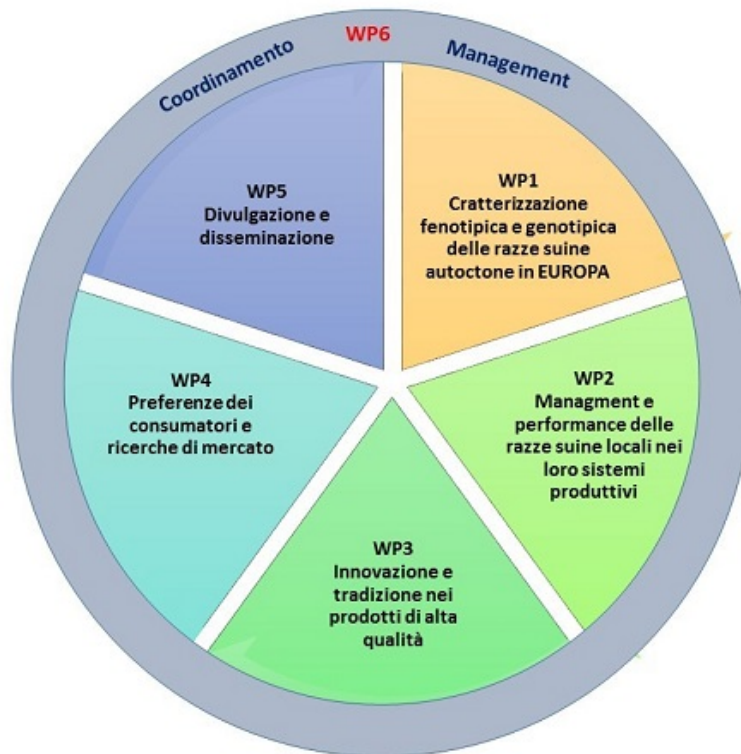 WP6
Coordinamento
Management
WP1
Cratterizzazione
fenotipica e genotipica
delle razze suine
autoctone in EUROPA
WP2
Managment e
performance delle
razze suine locali nei
loro sistemi
produttivi
WP3
Innovazione e
tradizione nei
prodotti di alta
qualità
WP4
Preferenze dei
consumatori e
ricerche di mercato
WP5
Divulgazione e
disseminazione